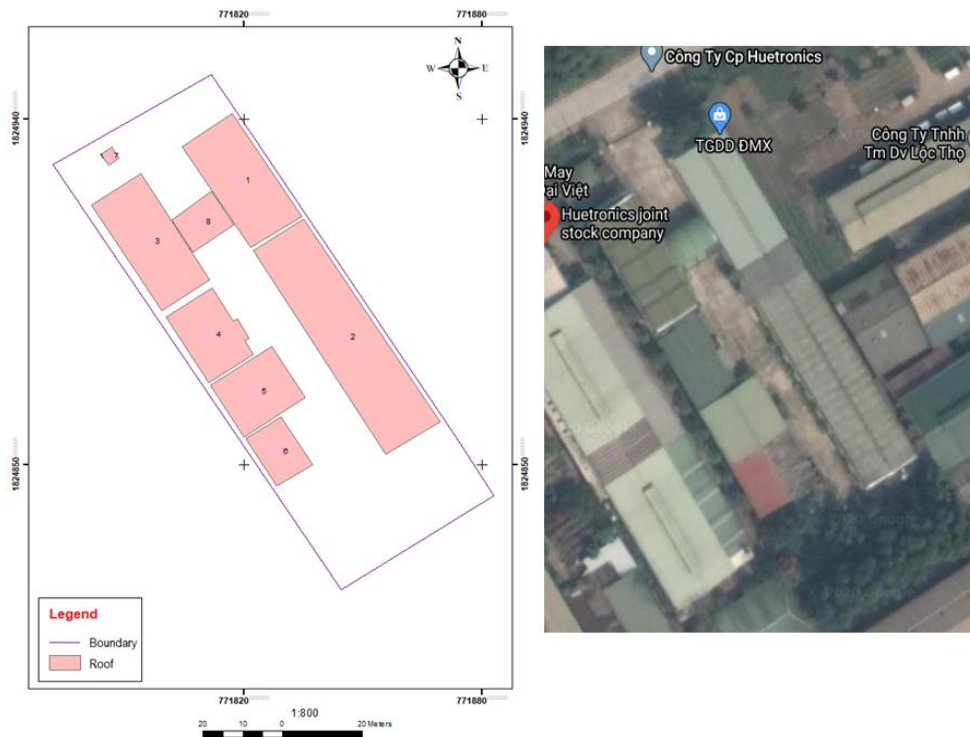 771820
771880
N
W E
S
1824940
1824940
7
1
3
8
4
2
5
6
1824850
1824850
Legend
Boundary
Roof
771820
771880
1:800
20 10 0 20 Meters
Công Ty Cp Huetronics
TGDD ĐMX
Công Ty Tnhh
Tm Dv Lộc Thọ
May
ại Việt
Huetronics joint
stock company
© 2020 Google